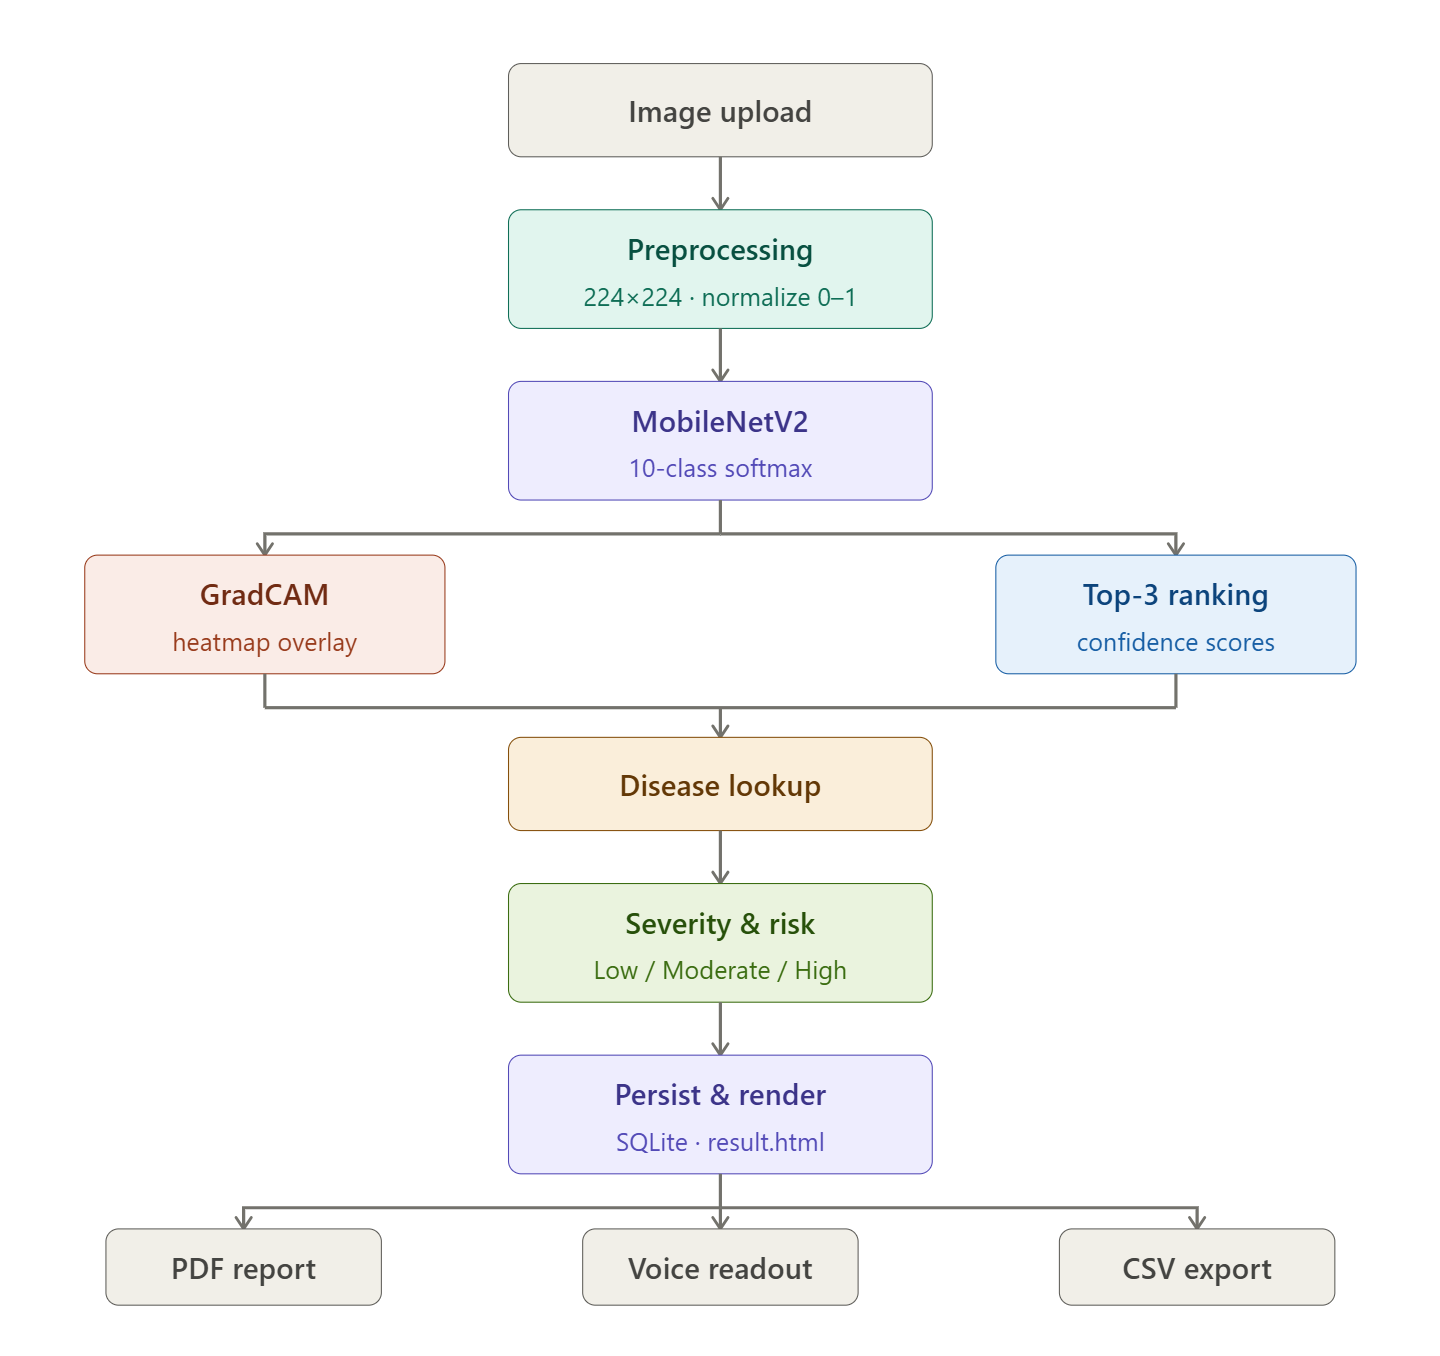 Image upload
Preprocessing
224×224 · normalize 0–1
MobileNetV2
10-class softmax
GradCAM
heatmap overlay
Top-3 ranking
confidence scores
Disease lookup
Severity & risk
Low / Moderate / High
Persist & render
SQLite · result.html
PDF report
Voice readout
CSV export